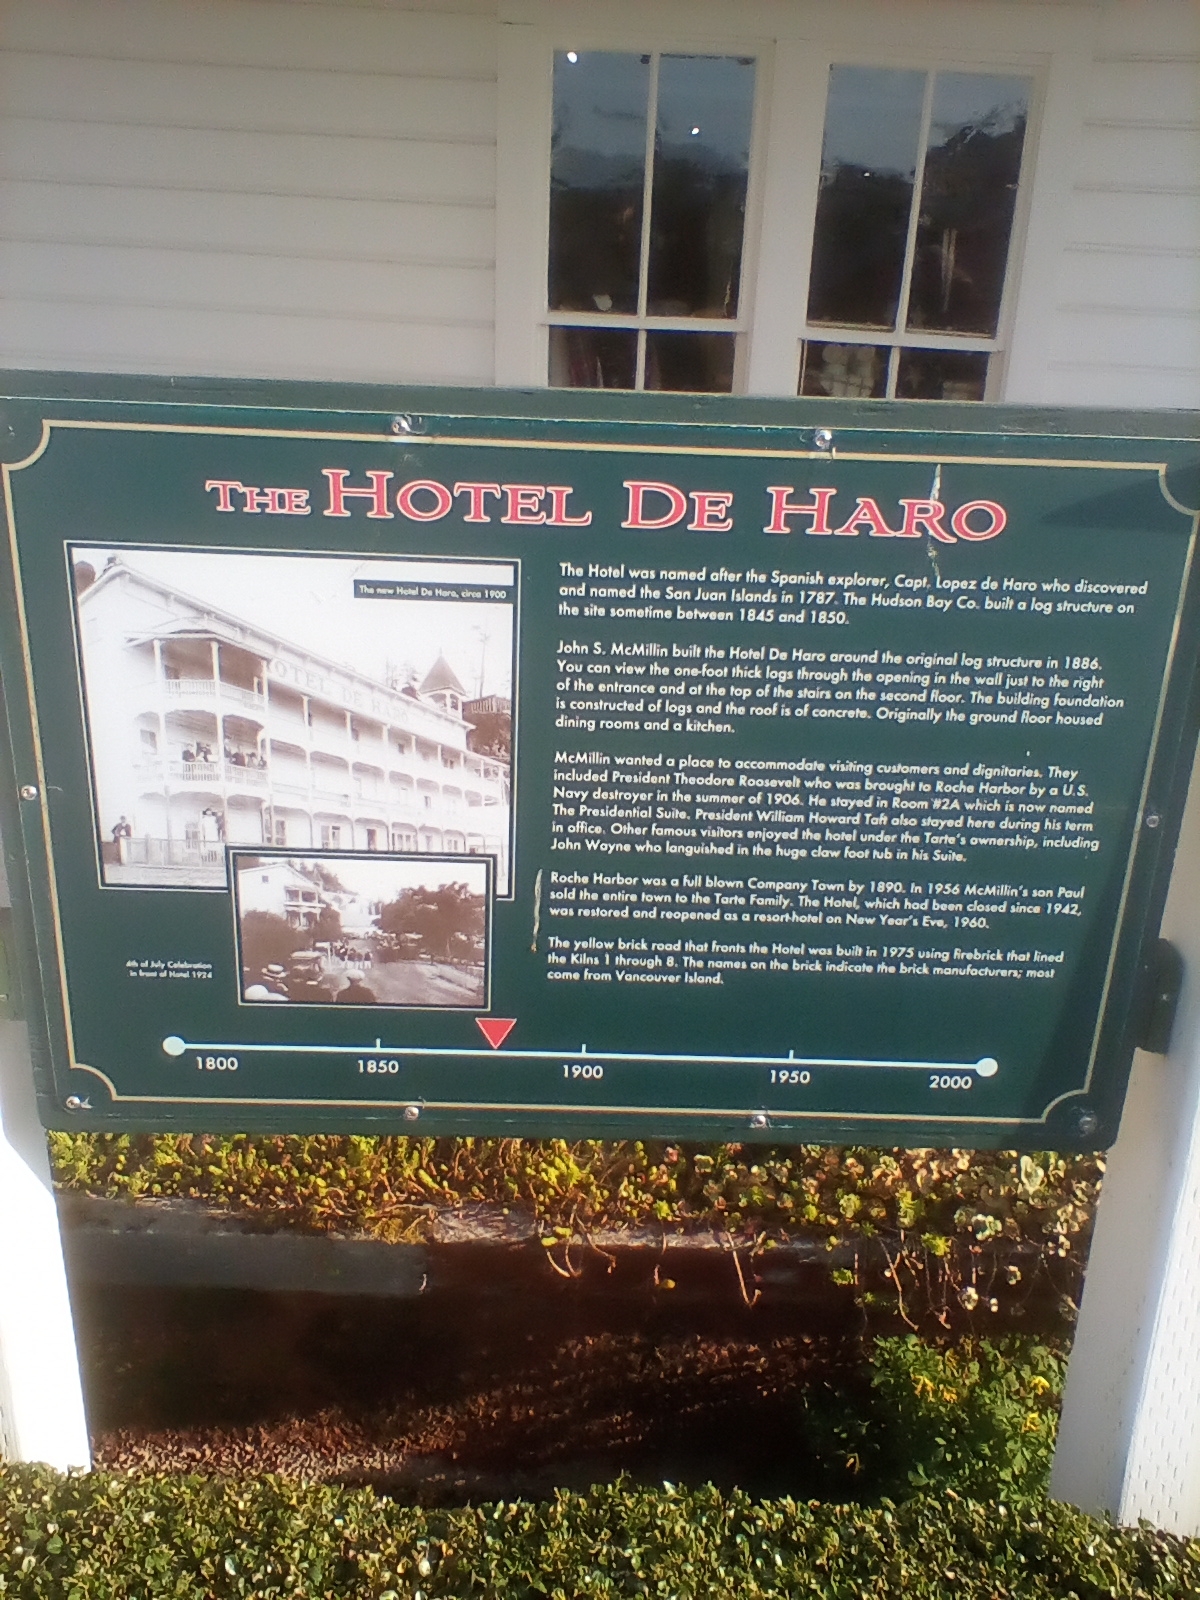 THE HOTEL DE HARO
The new Hotel De Haro, circa 1900
HOTEL DE HARO
The Hotel was named after the Spanish explorer, Capt. Lopez de Haro who discovered
and named the San Juan Islands in 1787. The Hudson Bay Co. built a log structure on
the site sometime between 1845 and 1850.
John S. McMillin built the Hotel De Haro around the original log structure in 1886.
You can view the one-foot thick logs through the opening in the wall just to the right
of the entrance and at the top of the stairs on the second floor. The building foundation
is constructed of logs and the roof is of concrete. Originally the ground floor housed
dining rooms and a kitchen.
McMillin wanted a place to accommodate visiting customers and dignitaries. They
included President Theodore Roosevelt who was brought to Roche Harbor by a U.S.
Navy destroyer in the summer of 1906. He stayed in Room #2A which is now named
The Presidential Suite. President William Howard Taft also stayed here during his term
in office. Other famous visitors enjoyed the hotel under the Tarte's ownership, including
John Wayne who languished in the huge claw foot tub in his Suite.
Roche Harbor was a full blown Company Town by 1890. In 1956 McMillin's son Paul
sold the entire town to the Tarte Family. The Hotel, which had been closed since 1942,
was restored and reopened as a resort-hotel on New Year's Eve, 1960.
The yellow brick road that fronts the Hotel was built in 1975 using firebrick that lined
the Kilns 1 through 8. The names on the brick indicate the brick manufacturers; most
come from Vancouver Island.
4th of July Celebration
in front of Hotel 1924
1800 1850 1900 1950 2000